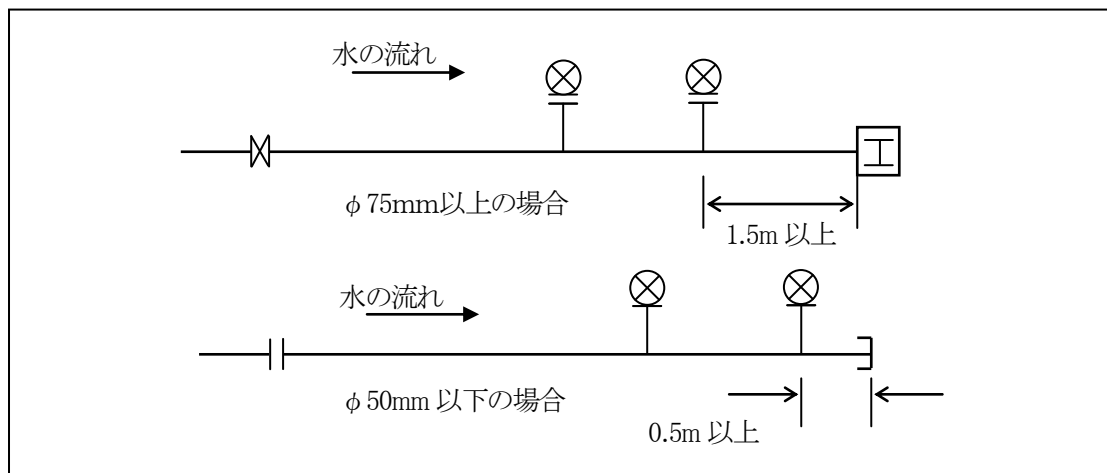 水の流れ
φ75mm以上の場合
1.5m 以上
水の流れ
φ50mm 以下の場合
0.5m 以上